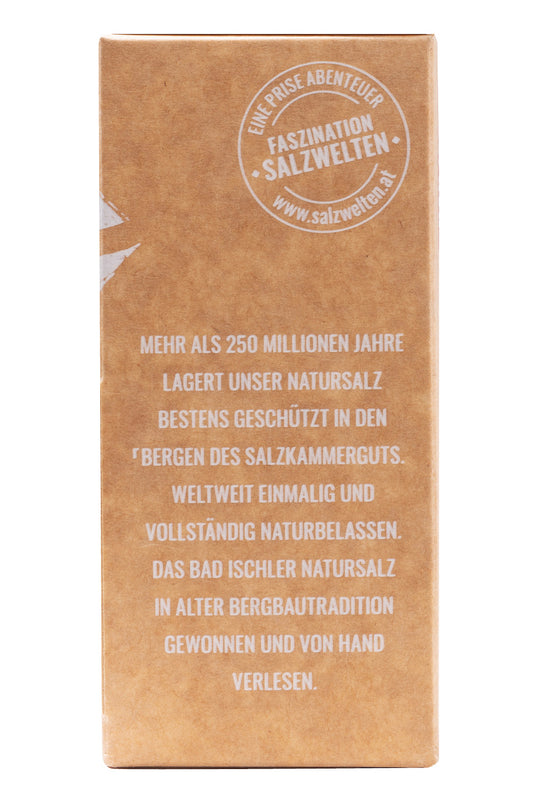 EINE PRISE ABENTEUER
FASZINATION
• SALZWELTEN •
www.salzwelten.at
MEHR ALS 250 MILLIONEN JAHRE
LAGERT UNSER NATURSALZ
BESTENS GESCHÜTZT IN DEN
BERGEN DES SALZKAMMERGUTS.
WELTWEIT EINMALIG UND
VOLLSTÄNDIG NATURBELASSEN.
DAS BAD ISCHLER NATURSALZ
IN ALTER BERGBAUTRADITION
GEWONNEN UND VON HAND
VERLESEN.